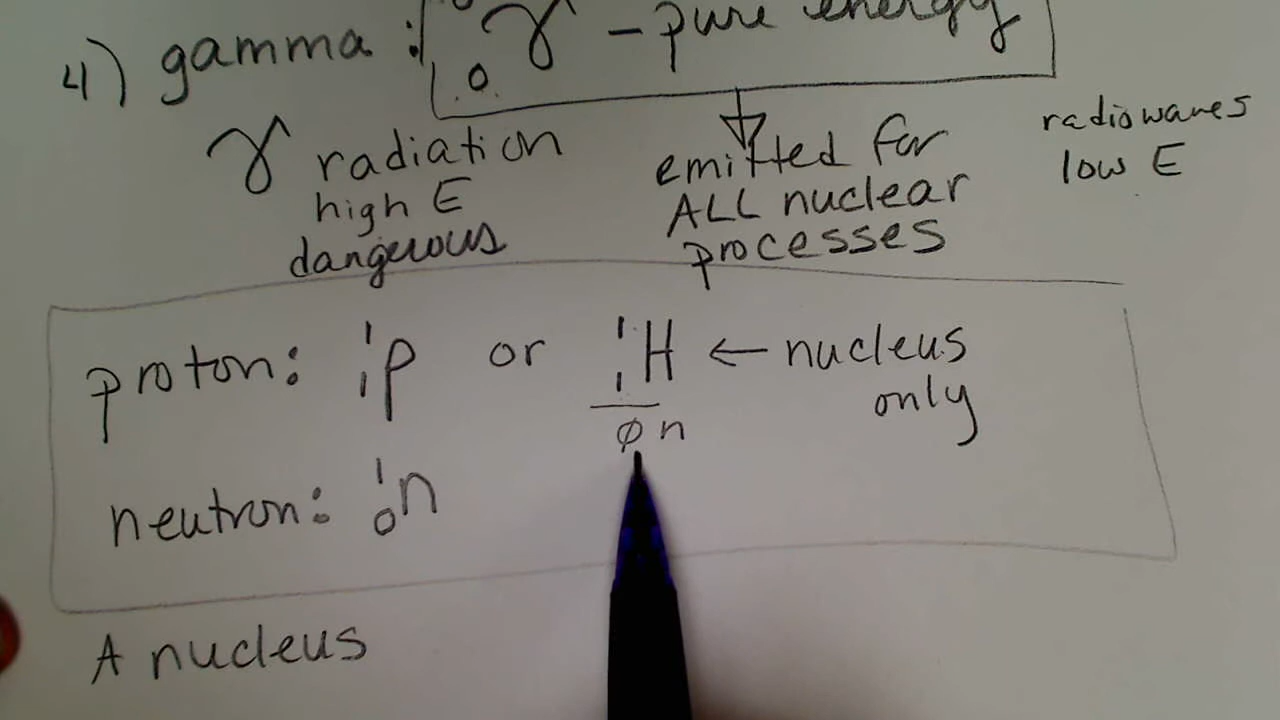 4) gamma : ⁰₀γ - pure energy
γ radiation
high E
dangerous
emitted for
ALL nuclear
processes
radiowaves
low E
proton: ¹₁p or ¹₁H ← nucleus
only
∅ n
neutron: ¹₀n
A nucleus